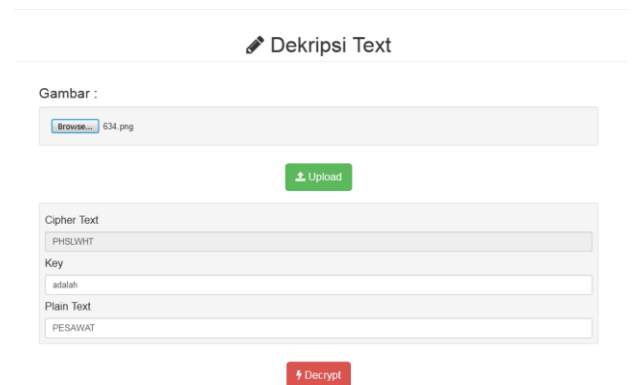 Dekripsi Text
Gambar :
Browse... 634.png
Upload
Cipher Text
PHSLWHT
Key
adalah
Plain Text
PESAWAT
Decrypt